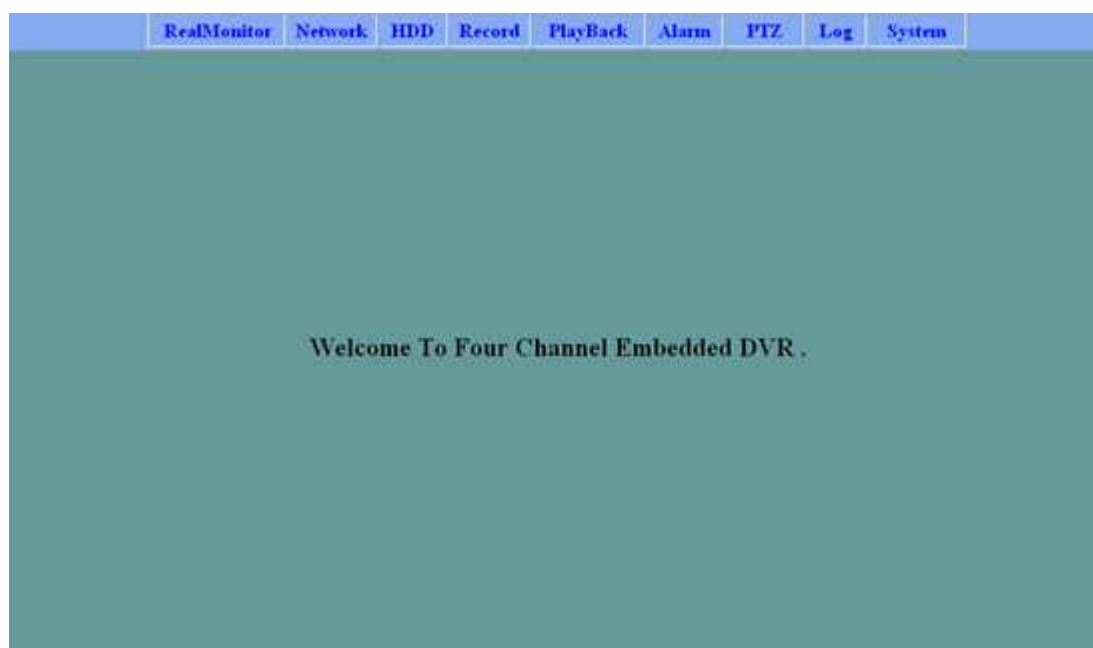 RealMonitor Network HDD Record PlayBack Alarm PTZ Log System
Welcome To Four Channel Embedded DVR .